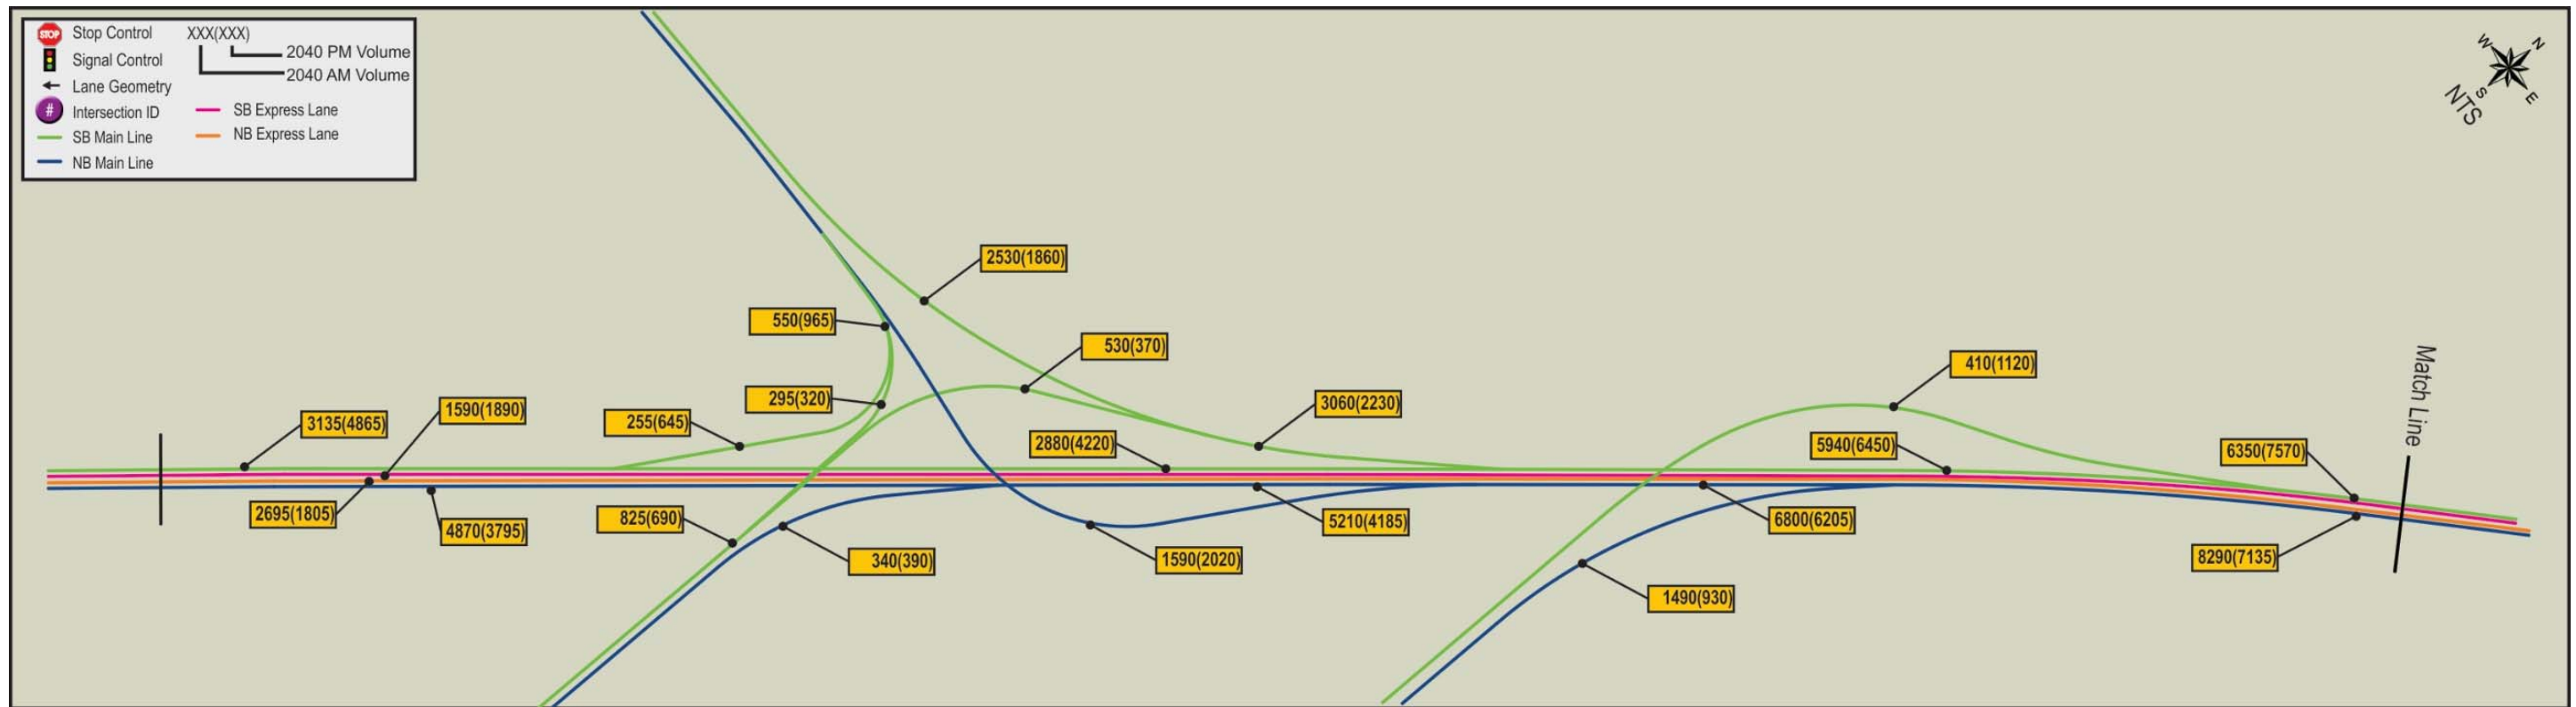 STOP Stop Control
Signal Control
Lane Geometry
# Intersection ID
SB Main Line
NB Main Line
XXX(XXX)
2040 PM Volume
2040 AM Volume
SB Express Lane
NB Express Lane
W N
S E
NTS
2530(1860)
550(965)
530(370)
295(320)
410(1120)
3060(2230)
1590(1890)
3135(4865)
255(645)
2880(4220)
5940(6450)
6350(7570)
Match Line
2695(1805)
4870(3795)
825(690)
340(390)
5210(4185)
6800(6205)
1590(2020)
8290(7135)
1490(930)